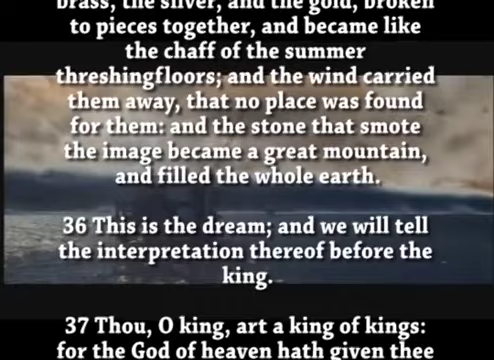 brass, the silver, and the gold, broken
to pieces together, and became like
the chaff of the summer
threshingfloors; and the wind carried
them away, that no place was found
for them: and the stone that smote
the image became a great mountain,
and filled the whole earth.
36 This is the dream; and we will tell
the interpretation thereof before the
king.
37 Thou, O king, art a king of kings:
for the God of heaven hath given thee